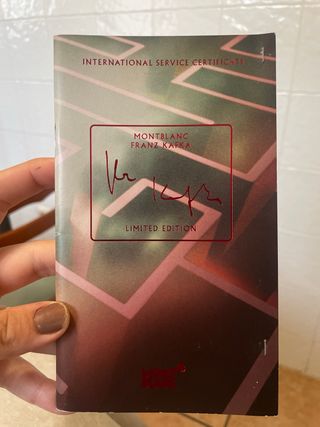 INTERNATIONAL SERVICE CERTIFICATE
MONTBLANC
FRANZ KAFKA
LIMITED EDITION